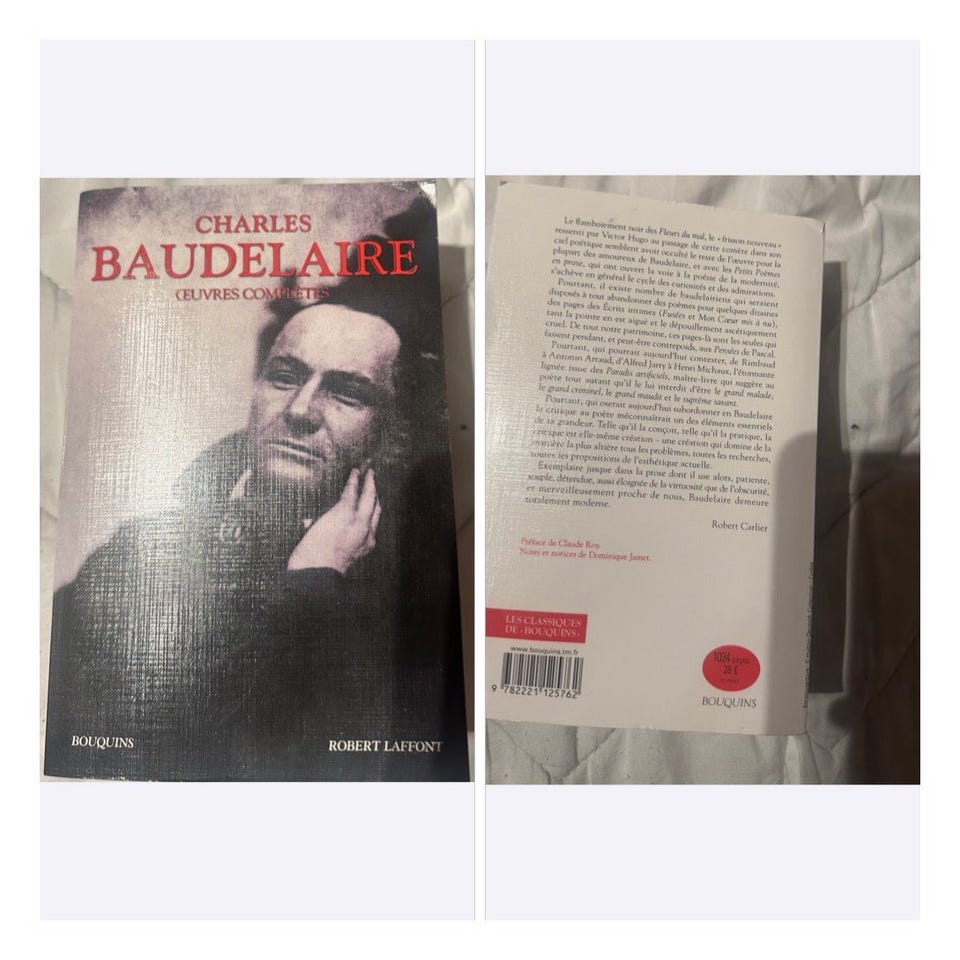 CHARLES
BAUDELAIRE
ŒUVRES COMPLÈTES
BOUQUINS
ROBERT LAFFONT
Le flamboiement noir des Fleurs du mal, le « frisson nouveau »
ressenti par Victor Hugo au passage de cette comète dans son
ciel poétique semblent avoir occulté le reste de l'œuvre pour la
plupart des amoureux de Baudelaire, et avec les Petits Poèmes
en prose, qui ont ouvert la voie à la poésie de la modernité,
s'achève en général le cycle des curiosités et des admirations.
Pourtant, il existe nombre de baudelairiens qui seraient
disposés à tout abandonner des poèmes pour quelques dizaines
des pages des Écrits intimes (Fusées et Mon Cœur mis à nu),
tant la pointe en est aiguë et le dépouillement ascétiquement
cruel. De tout notre patrimoine, ces pages-là sont les seules qui
fassent pendant, et peut-être contrepoids, aux Pensées de Pascal.
Pourtant, qui pourrait aujourd'hui contester, de Rimbaud
à Antonin Artaud, d'Alfred Jarry à Henri Michaux, l'étonnante
lignée issue des Paradis artificiels, maître-livre qui suggère au
poète tout autant qu'il le lui interdit d'être le grand malade,
le grand criminel, le grand maudit et le suprême savant.
Pourtant, qui oserait aujourd'hui subordonner en Baudelaire
le critique au poète méconnaîtrait un des éléments essentiels
de sa grandeur. Telle qu'il la conçoit, telle qu'il la pratique, la
critique est elle-même création – une création qui domine de la
manière la plus altière tous les problèmes, toutes les recherches,
toutes les propositions de l'esthétique actuelle.
Exemplaire jusque dans la prose dont il use alors, patiente,
souple, détendue, aussi éloignée de la virtuosité que de l'obscurité,
et merveilleusement proche de nous, Baudelaire demeure
totalement moderne.
Robert Carlier
Préface de Claude Roy.
Notes et notices de Dominique Jamet.
LES CLASSIQUES
DE « BOUQUINS »
www.bouquins.tm.fr
9 782221 125762
1024 pages
28 €
BOUQUINS